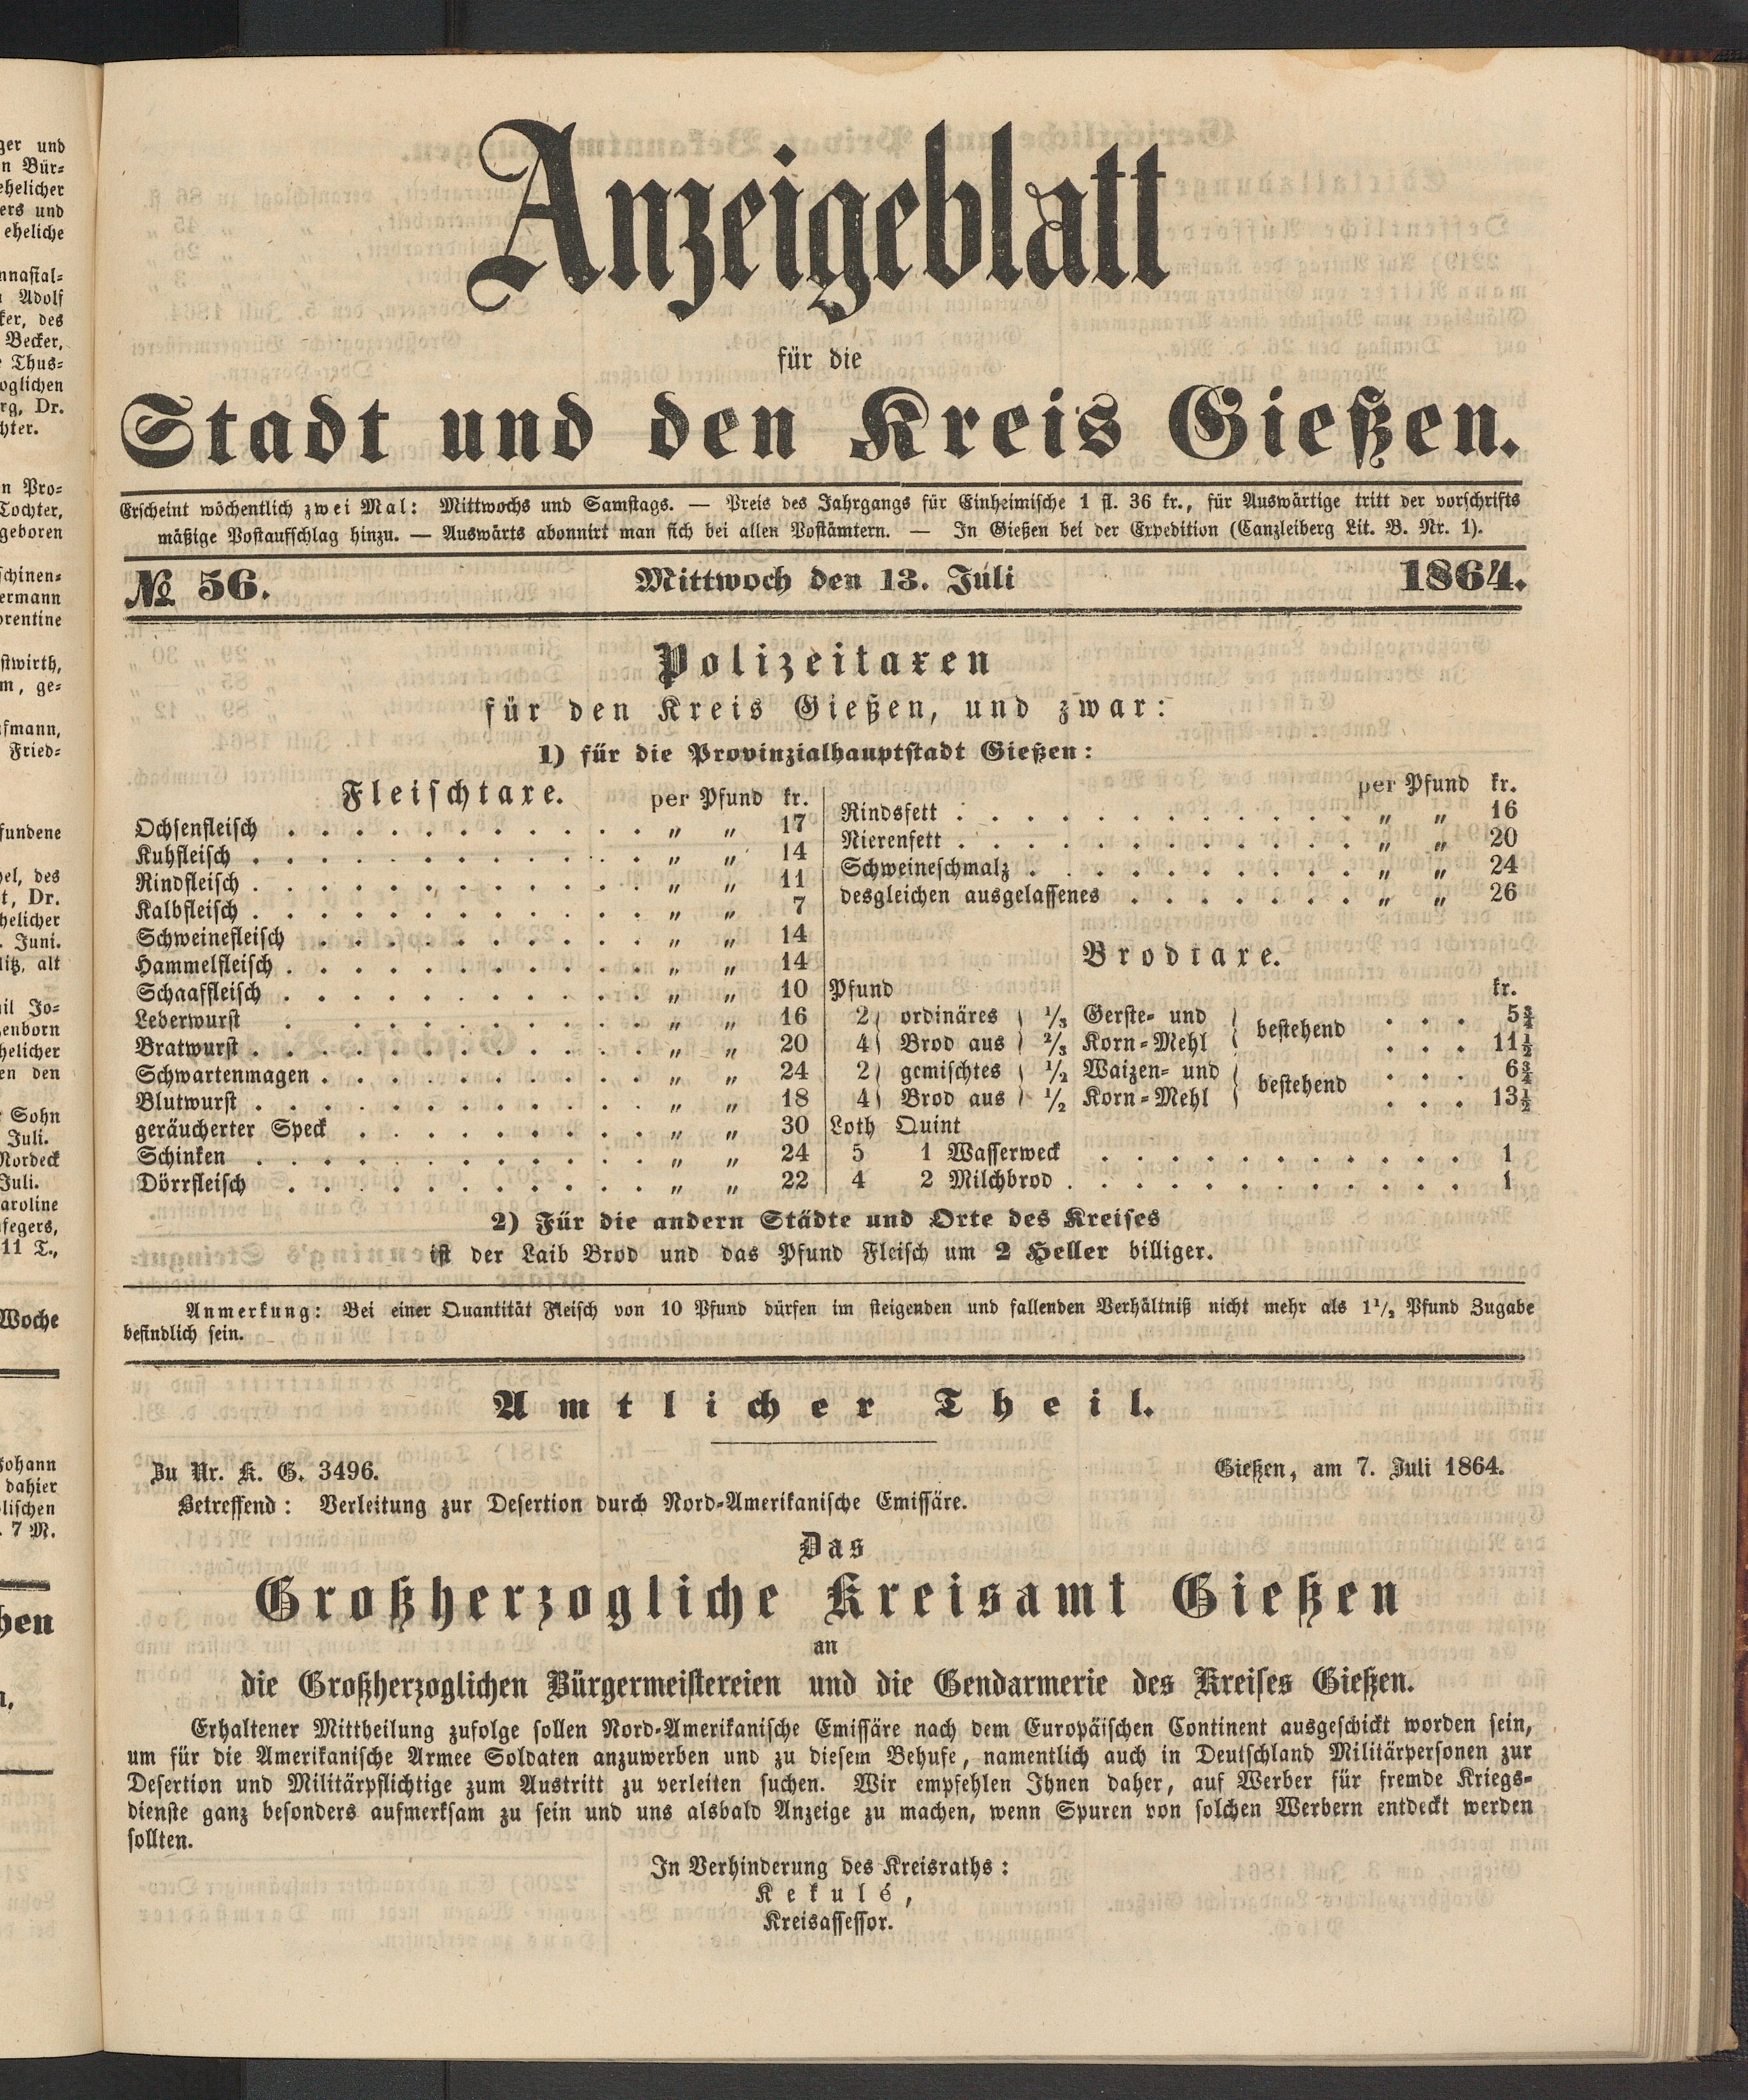 Anzeigeblatt
für die
Stadt und den Kreis Gießen.
Erscheint wöchentlich zwei Mal: Mittwochs und Samstags. — Preis des Jahrgangs für Einheimische 1 fl. 36 kr., für Auswärtige tritt der vorschrifts
mäßige Postaufschlag hinzu. — Auswärts abonnirt man sich bei allen Postämtern. — In Gießen bei der Expedition (Canzleiberg Lit. B. Nr. 1).
№ 56. Mittwoch den 13. Juli 1864.
Polizeitaxen
für den Kreis Gießen, und zwar:
1) für die Provinzialhauptstadt Gießen:
Fleischtaxe. per Pfund kr.
Ochsenfleisch . . . . . . . . . . . „ „ 17
Kuhfleisch . . . . . . . . . . . „ „ 14
Rindfleisch . . . . . . . . . . . „ „ 11
Kalbfleisch . . . . . . . . . . . „ „ 7
Schweinefleisch . . . . . . . . . . „ „ 14
Hammelfleisch . . . . . . . . . . . „ „ 14
Schaaffleisch . . . . . . . . . . . „ „ 10
Leberwurst . . . . . . . . . . „ „ 16
Bratwurst . . . . . . . . . . . „ „ 20
Schwartenmagen . . . . . . . . . . „ „ 24
Blutwurst . . . . . . . . . . . „ „ 18
geräucherter Speck . . . . . . . . . „ „ 30
Schinken . . . . . . . . . . . „ „ 24
Dörrfleisch . . . . . . . . . . „ „ 22
per Pfund kr.
Rindsfett . . . . . . . . . . . „ „ 16
Nierenfett . . . . . . . . . . . „ „ 20
Schweineschmalz . . . . . . . . . „ „ 24
desgleichen ausgelassenes . . . . . . „ „ 26
Brodtaxe.
Pfund kr.
2 ordinäres 1/3 Gerste- und bestehend . . . 5¾
4 Brod aus 2/3 Korn-Mehl . . . 11½
2 gemischtes 1/2 Waizen- und bestehend . . . 6¾
4 Brod aus 1/2 Korn-Mehl . . . 13½
Loth Quint
5 1 Wasserweck . . . . . . . . . . . 1
4 2 Milchbrod . . . . . . . . . . . . 1
2) Für die andern Städte und Orte des Kreises
ist der Laib Brod und das Pfund Fleisch um 2 Heller billiger.
Anmerkung: Bei einer Quantität Fleisch von 10 Pfund dürfen im steigenden und fallenden Verhältniß nicht mehr als 1 1/2 Pfund Zugabe
befindlich sein.
Amtlicher Theil.
Zu Nr. K. G. 3496. Gießen, am 7. Juli 1864.
Betreffend: Verleitung zur Desertion durch Nord-Amerikanische Emissäre.
Das
Großherzogliche Kreisamt Gießen
an
die Großherzoglichen Bürgermeistereien und die Gendarmerie des Kreises Gießen.
Erhaltener Mittheilung zufolge sollen Nord-Amerikanische Emissäre nach dem Europäischen Continent ausgeschickt worden sein,
um für die Amerikanische Armee Soldaten anzuwerben und zu diesem Behufe, namentlich auch in Deutschland Militärpersonen zur
Desertion und Militärpflichtige zum Austritt zu verleiten suchen. Wir empfehlen Ihnen daher, auf Werber für fremde Kriegs-
dienste ganz besonders aufmerksam zu sein und uns alsbald Anzeige zu machen, wenn Spuren von solchen Werbern entdeckt werden
sollten.
In Verhinderung des Kreisraths:
Kekulé,
Kreisassessor.